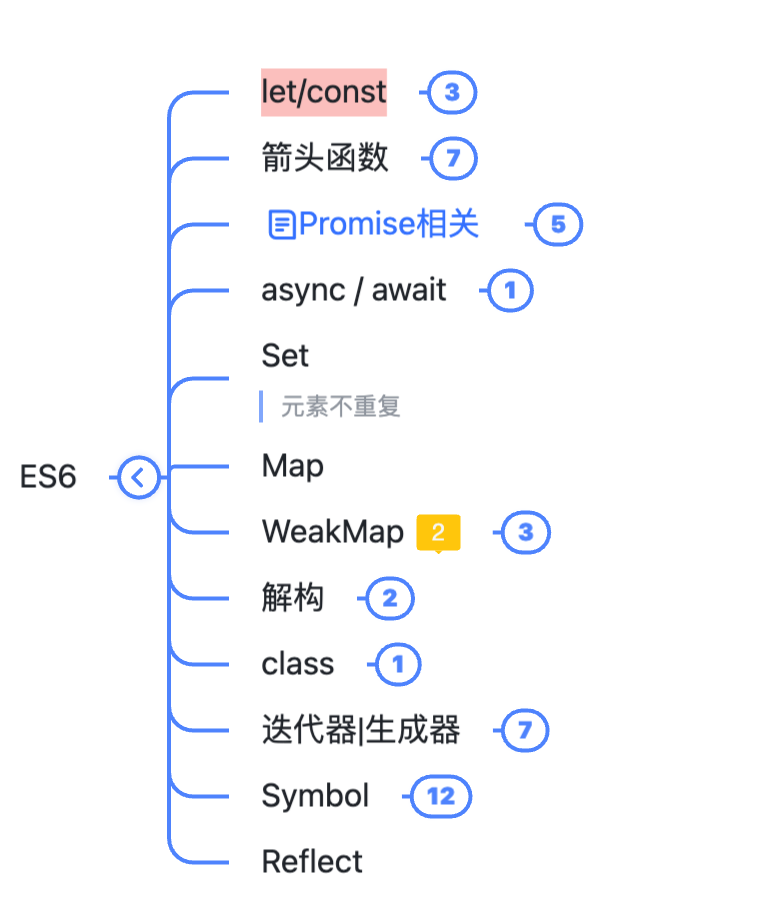 let/const 3
箭头函数 7
Promise相关 5
async / await 1
Set
元素不重复
Map
ES6
WeakMap 2 3
解构 2
class 1
迭代器|生成器 7
Symbol 12
Reflect